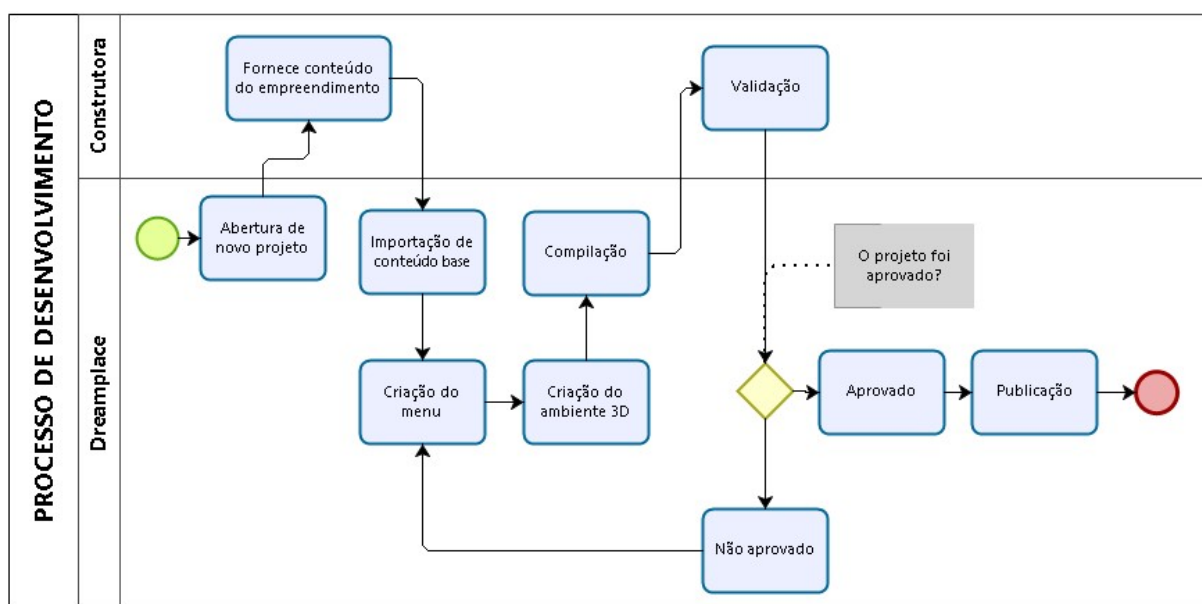 PROCESSO DE DESENVOLVIMENTO
Construtora
Fornece conteúdo
do empreendimento
Validação
Dreamplace
Abertura de
novo projeto
Importação de
conteúdo base
Compilação
O projeto foi
aprovado?
Criação do
menu
Criação do
ambiente 3D
Aprovado
Publicação
Não aprovado